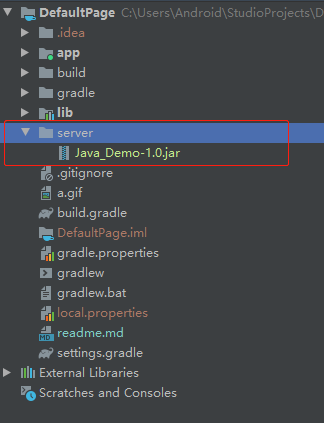 DefaultPage C:\Users\Android\StudioProjects\D
.idea
app
build
gradle
lib
server
Java_Demo-1.0.jar
.gitignore
a.gif
build.gradle
DefaultPage.iml
gradle.properties
gradlew
gradlew.bat
local.properties
MD readme.md
settings.gradle
External Libraries
Scratches and Consoles